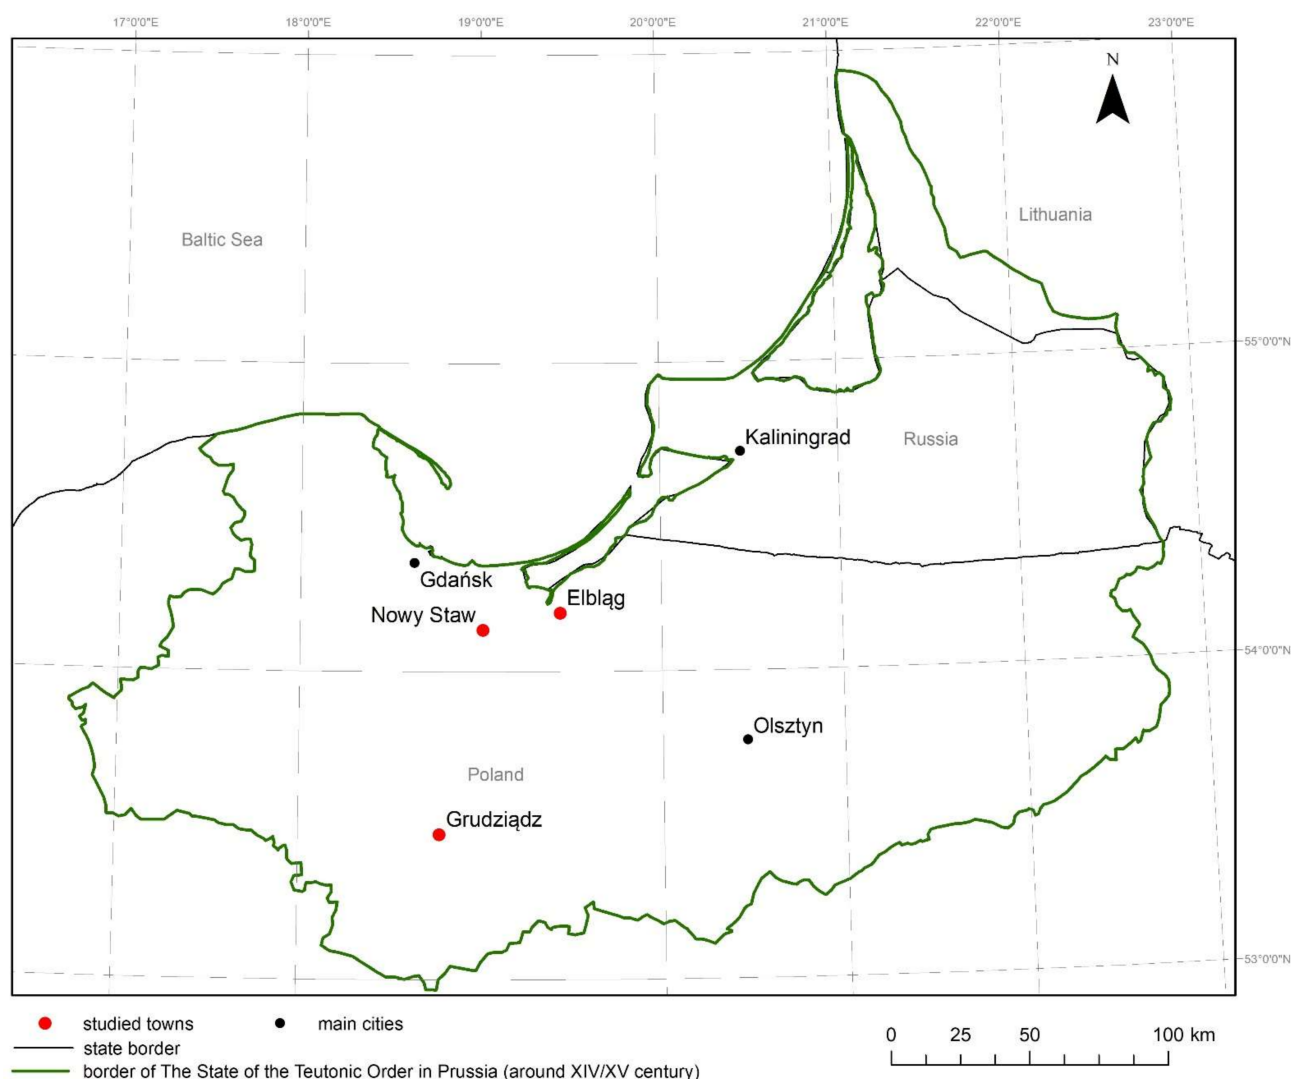 17°0'0"E 18°0'0"E 19°0'0"E 20°0'0"E 21°0'0"E 22°0'0"E 23°0'0"E
N
Lithuania
Baltic Sea
55°0'0"N
Kaliningrad
Russia
Gdańsk
Elbląg
Nowy Staw
54°0'0"N
Olsztyn
Poland
Grudziądz
53°0'0"N
studied towns main cities
state border
border of The State of the Teutonic Order in Prussia (around XIV/XV century)
0 25 50 100 km